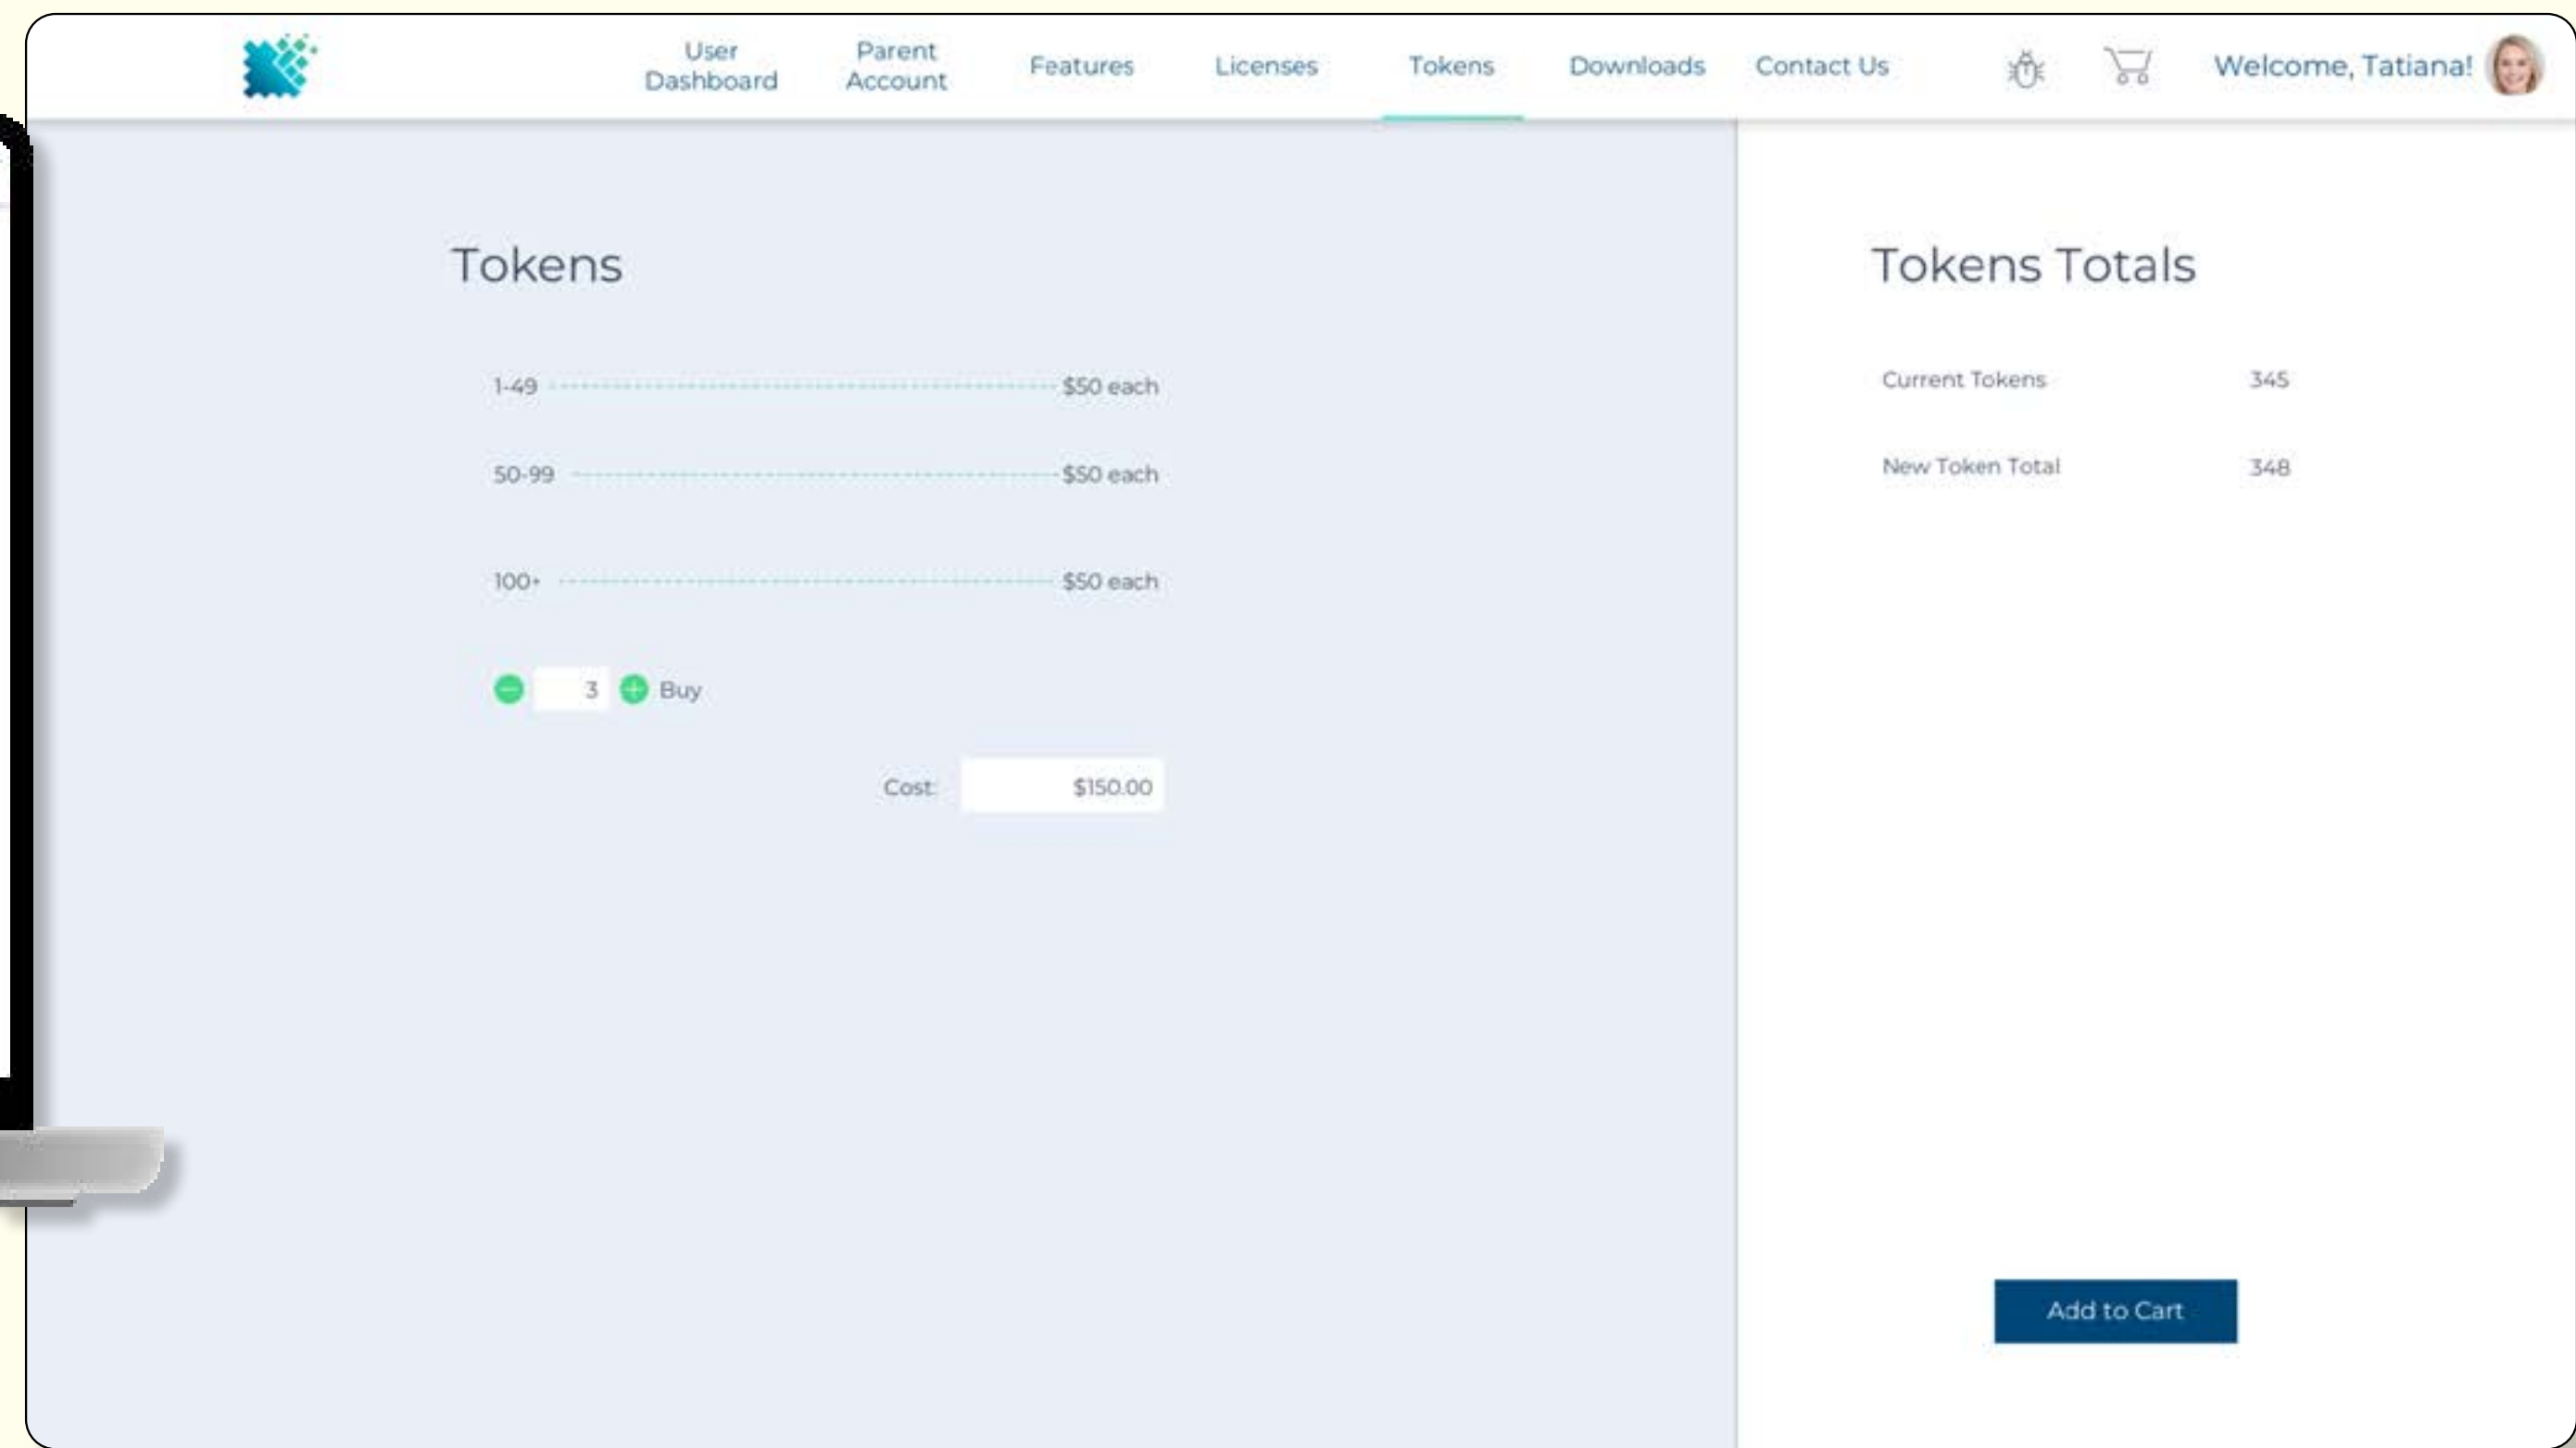 User
Dashboard
Parent
Account
Features
Licenses
Tokens
Downloads
Contact Us
Welcome, Tatiana!
Tokens
1-49 $50 each
50-99 $50 each
100+ $50 each
3 Buy
Cost: $150.00
Tokens Totals
Current Tokens 345
New Token Total 348
Add to Cart